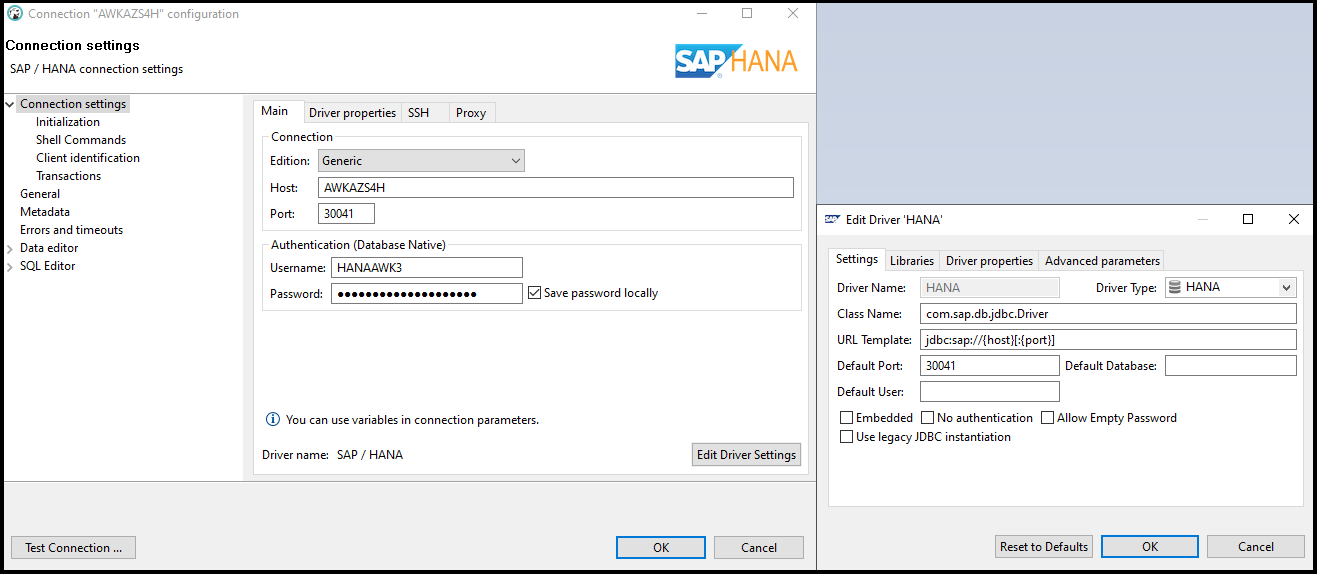 Connection "AWKAZS4H" configuration
Connection settings
SAP / HANA connection settings
SAP HANA
Connection settings
Initialization
Shell Commands
Client identification
Transactions
General
Metadata
Errors and timeouts
Data editor
SQL Editor
Main Driver properties SSH Proxy
Connection
Edition: Generic
Host: AWKAZS4H
Port: 30041
Authentication (Database Native)
Username: HANAAWK3
Password: ●●●●●●●●●●●●●●●●●●●● Save password locally
You can use variables in connection parameters.
Driver name: SAP / HANA Edit Driver Settings
Test Connection ... OK Cancel
SAP Edit Driver 'HANA'
Settings Libraries Driver properties Advanced parameters
Driver Name: HANA Driver Type: HANA
Class Name: com.sap.db.jdbc.Driver
URL Template: jdbc:sap://{host}[:{port}]
Default Port: 30041 Default Database:
Default User:
Embedded No authentication Allow Empty Password
Use legacy JDBC instantiation
Reset to Defaults OK Cancel